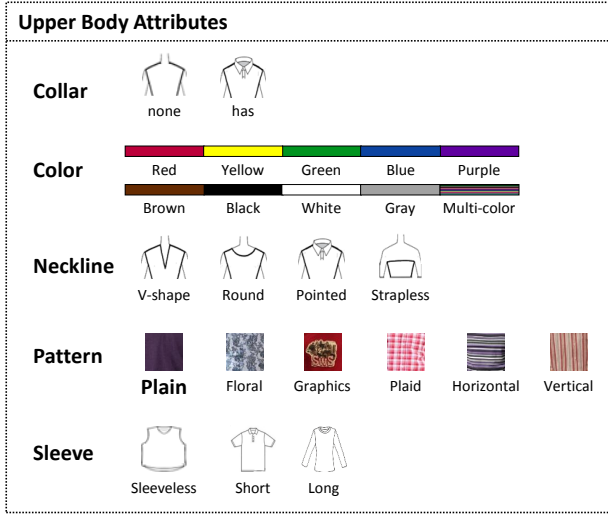 Upper Body Attributes
Collar
none has
Color
Red Yellow Green Blue Purple
Brown Black White Gray Multi-color
Neckline
V-shape Round Pointed Strapless
Pattern
Plain Floral Graphics Plaid Horizontal Vertical
Sleeve
Sleeveless Short Long